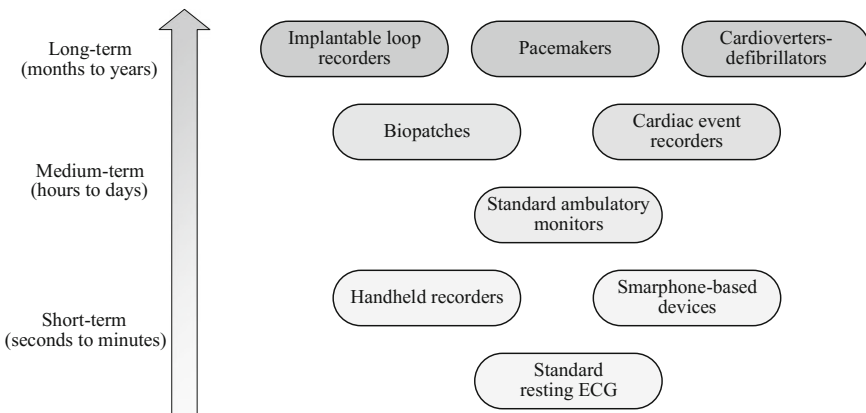 Long-term
(months to years)
Implantable loop
recorders
Pacemakers
Cardioverters-
defibrillators
Biopatches
Cardiac event
recorders
Medium-term
(hours to days)
Standard ambulatory
monitors
Handheld recorders
Smarphone-based
devices
Short-term
(seconds to minutes)
Standard
resting ECG